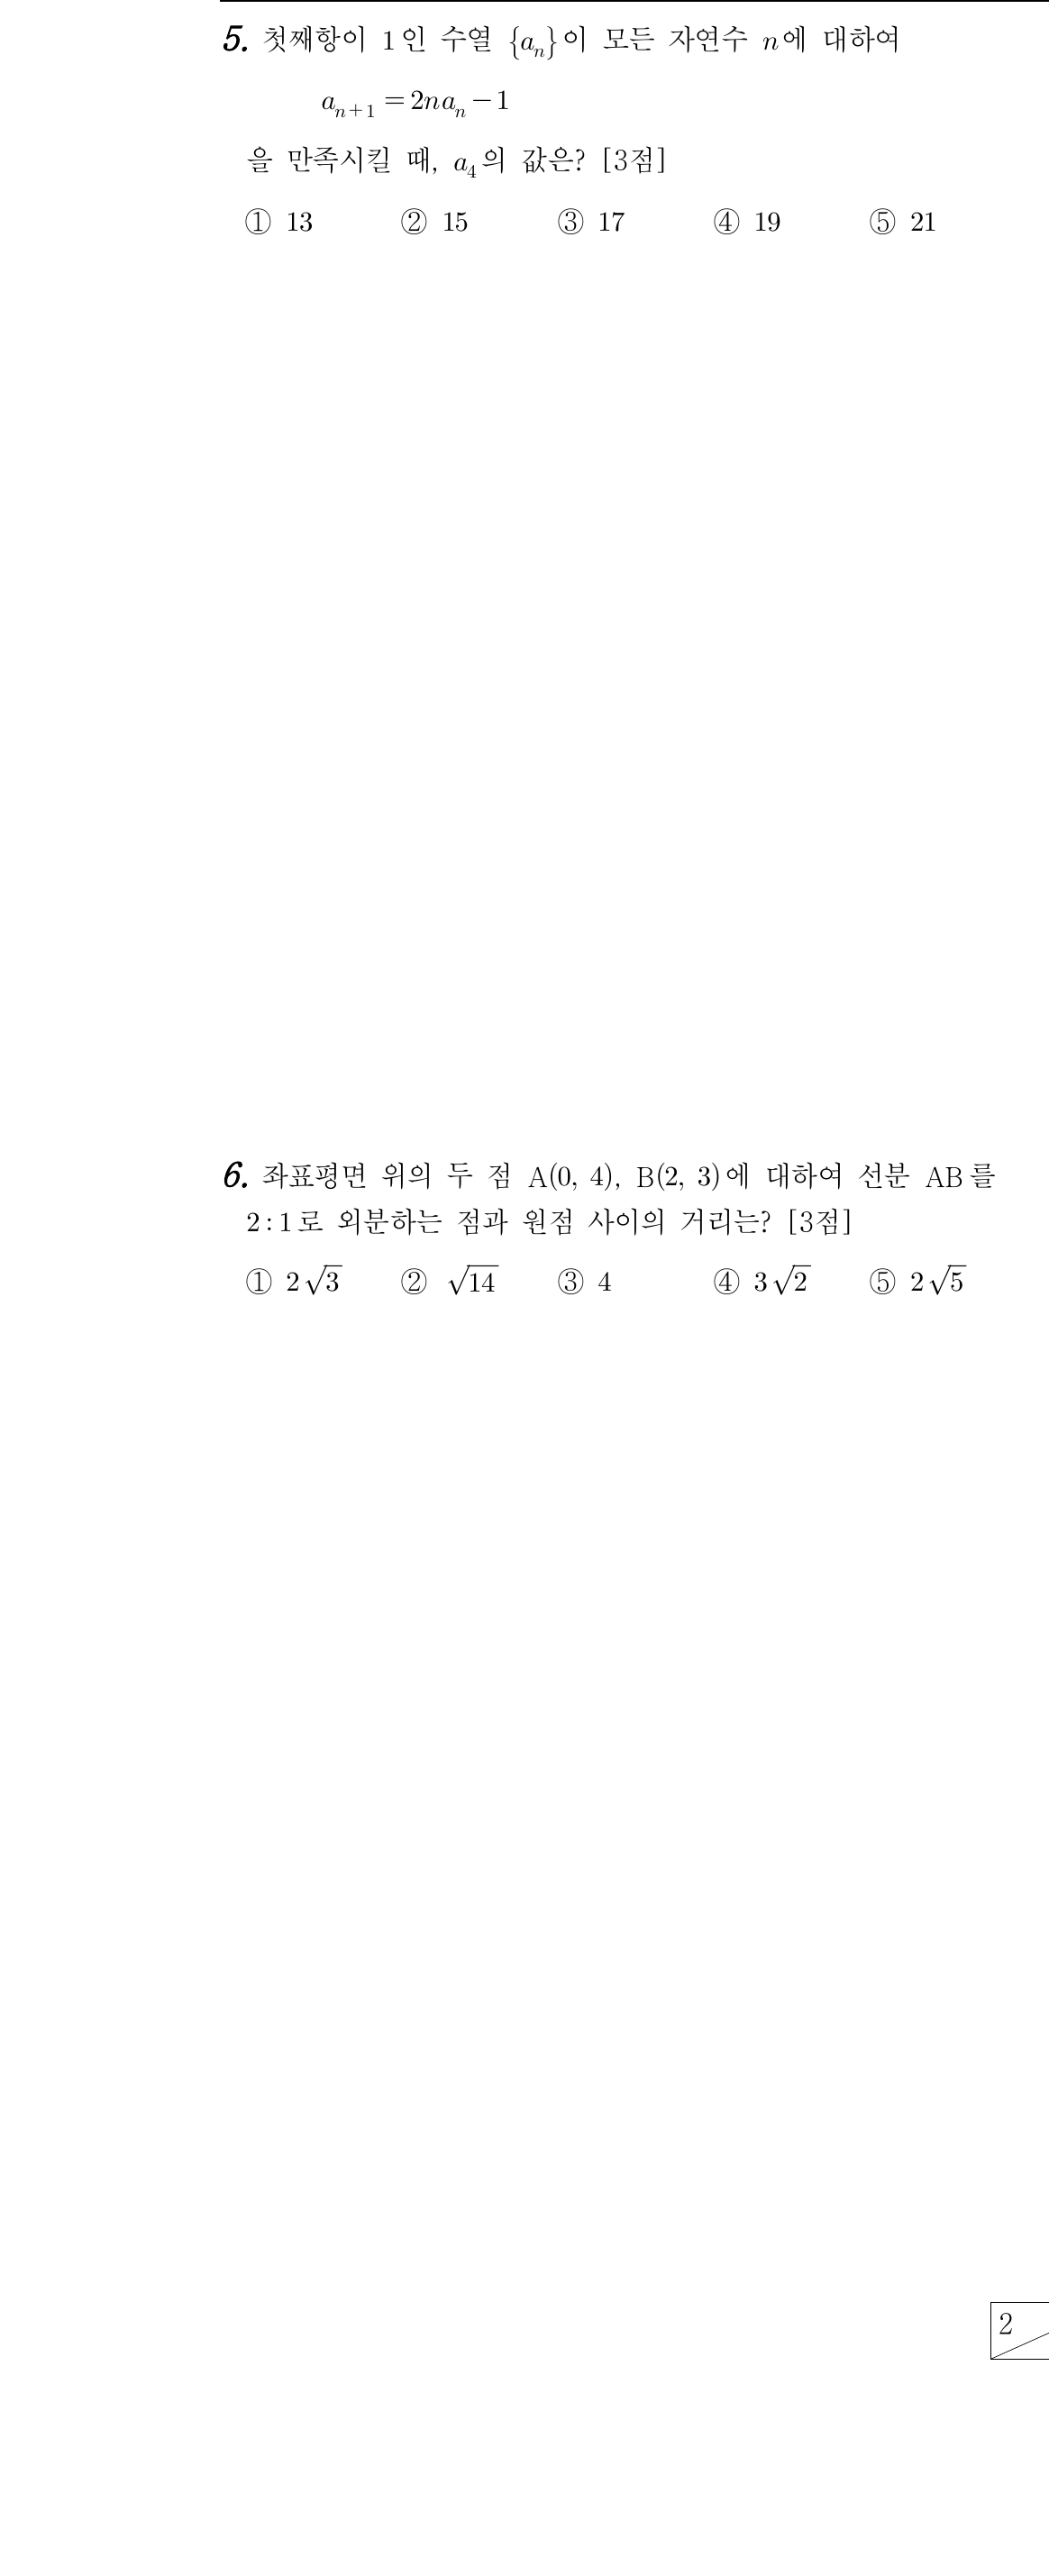 5. 첫째항이 1인 수열 {aₙ}이 모든 자연수 n에 대하여
aₙ₊₁ = 2naₙ − 1
을 만족시킬 때, a₄의 값은? [3점]
① 13 ② 15 ③ 17 ④ 19 ⑤ 21
6. 좌표평면 위의 두 점 A(0, 4), B(2, 3)에 대하여 선분 AB를
2 : 1로 외분하는 점과 원점 사이의 거리는? [3점]
① 2√3 ② √14 ③ 4 ④ 3√2 ⑤ 2√5
2